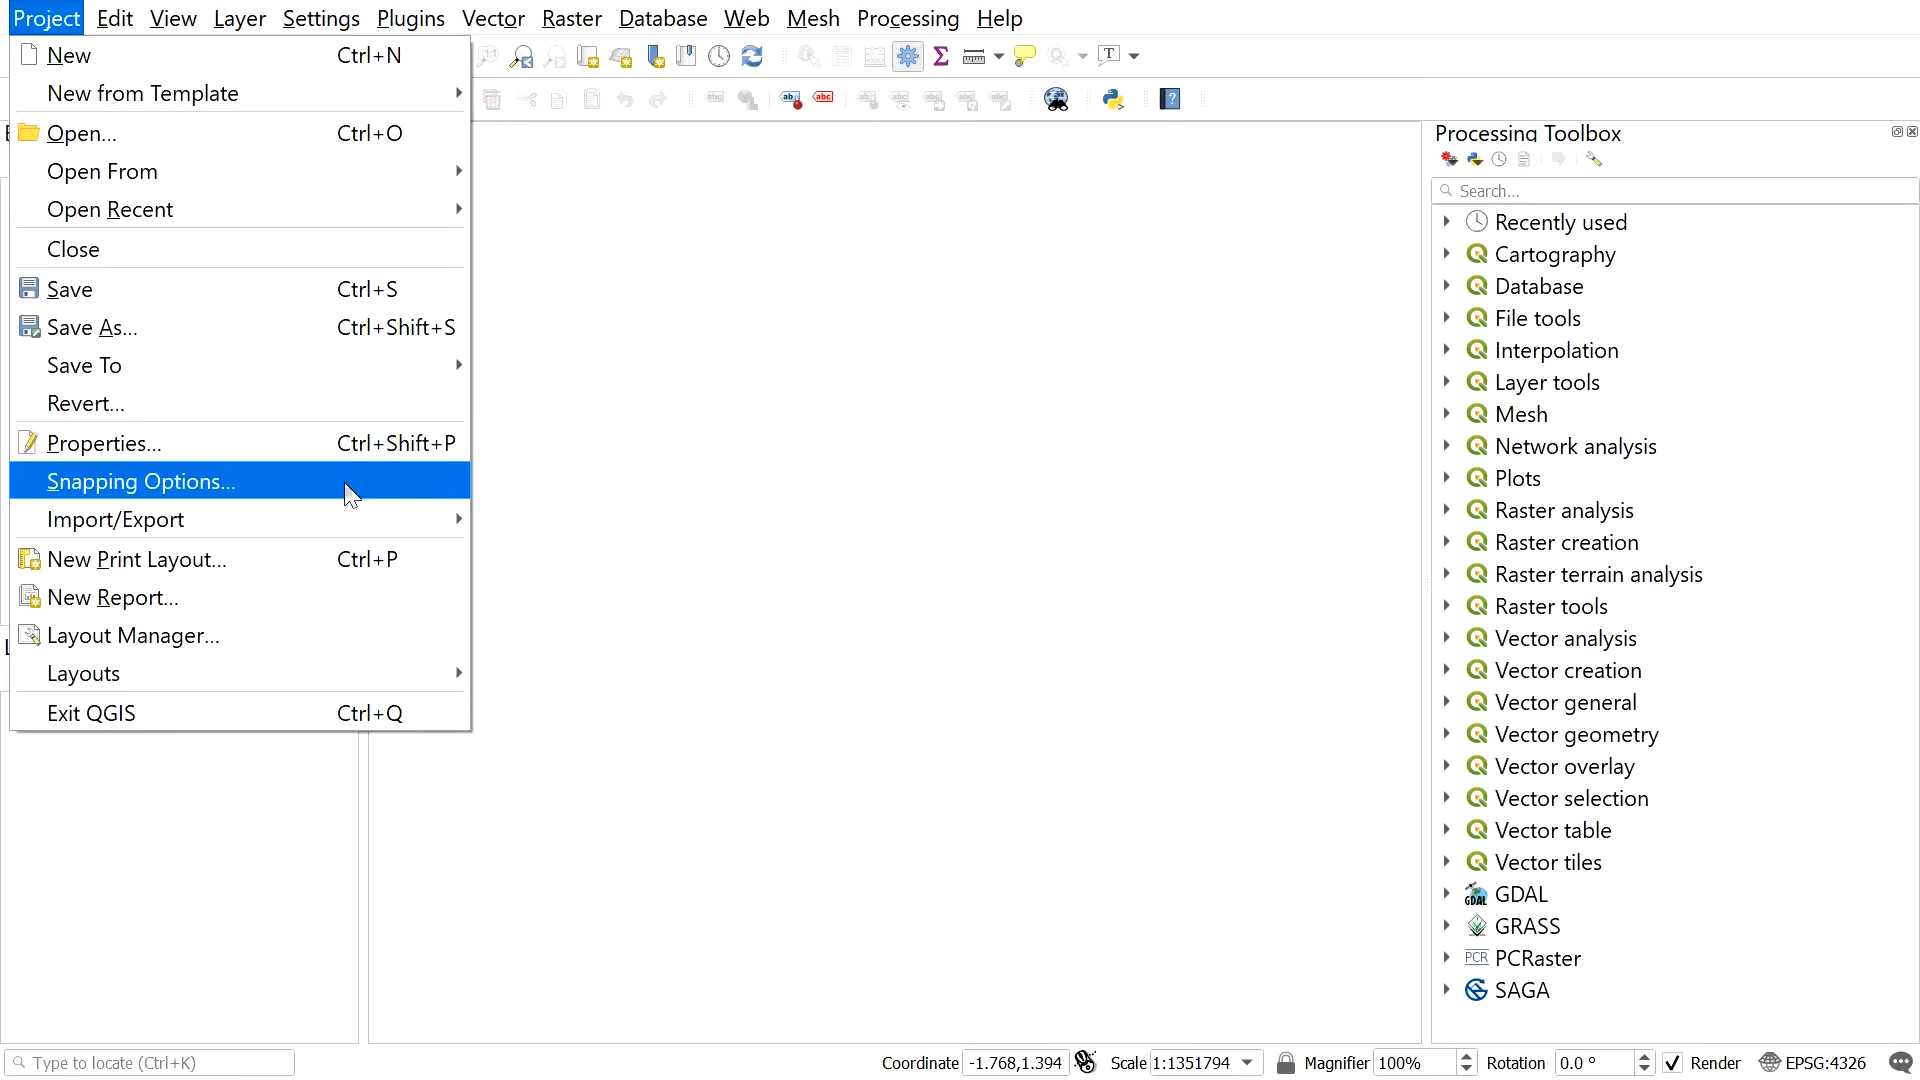 Project Edit View Layer Settings Plugins Vector Raster Database Web Mesh Processing Help
New Ctrl+N
New from Template
Open... Ctrl+O
Open From
Open Recent
Close
Save Ctrl+S
Save As... Ctrl+Shift+S
Save To
Revert...
Properties... Ctrl+Shift+P
Snapping Options...
Import/Export
New Print Layout... Ctrl+P
New Report...
Layout Manager...
Layouts
Exit QGIS Ctrl+Q
Processing Toolbox
Search...
Recently used
Cartography
Database
File tools
Interpolation
Layer tools
Mesh
Network analysis
Plots
Raster analysis
Raster creation
Raster terrain analysis
Raster tools
Vector analysis
Vector creation
Vector general
Vector geometry
Vector overlay
Vector selection
Vector table
Vector tiles
GDAL GDAL
GRASS
PCR PCRaster
SAGA
Type to locate (Ctrl+K) Coordinate -1.768,1.394 Scale 1:1351794 Magnifier 100% Rotation 0.0 ° Render EPSG:4326